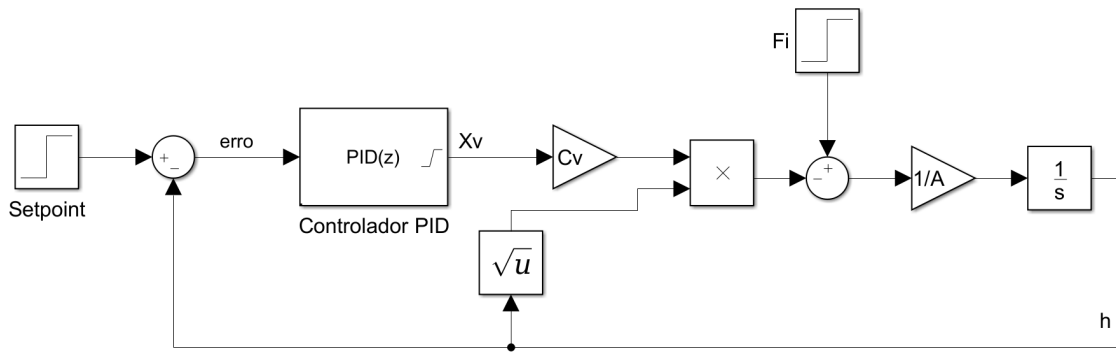 Fi
Setpoint
+
−
erro
PID(z)
Controlador PID
Xv
Cv
×
√u
−
+
1/A
1
s
h